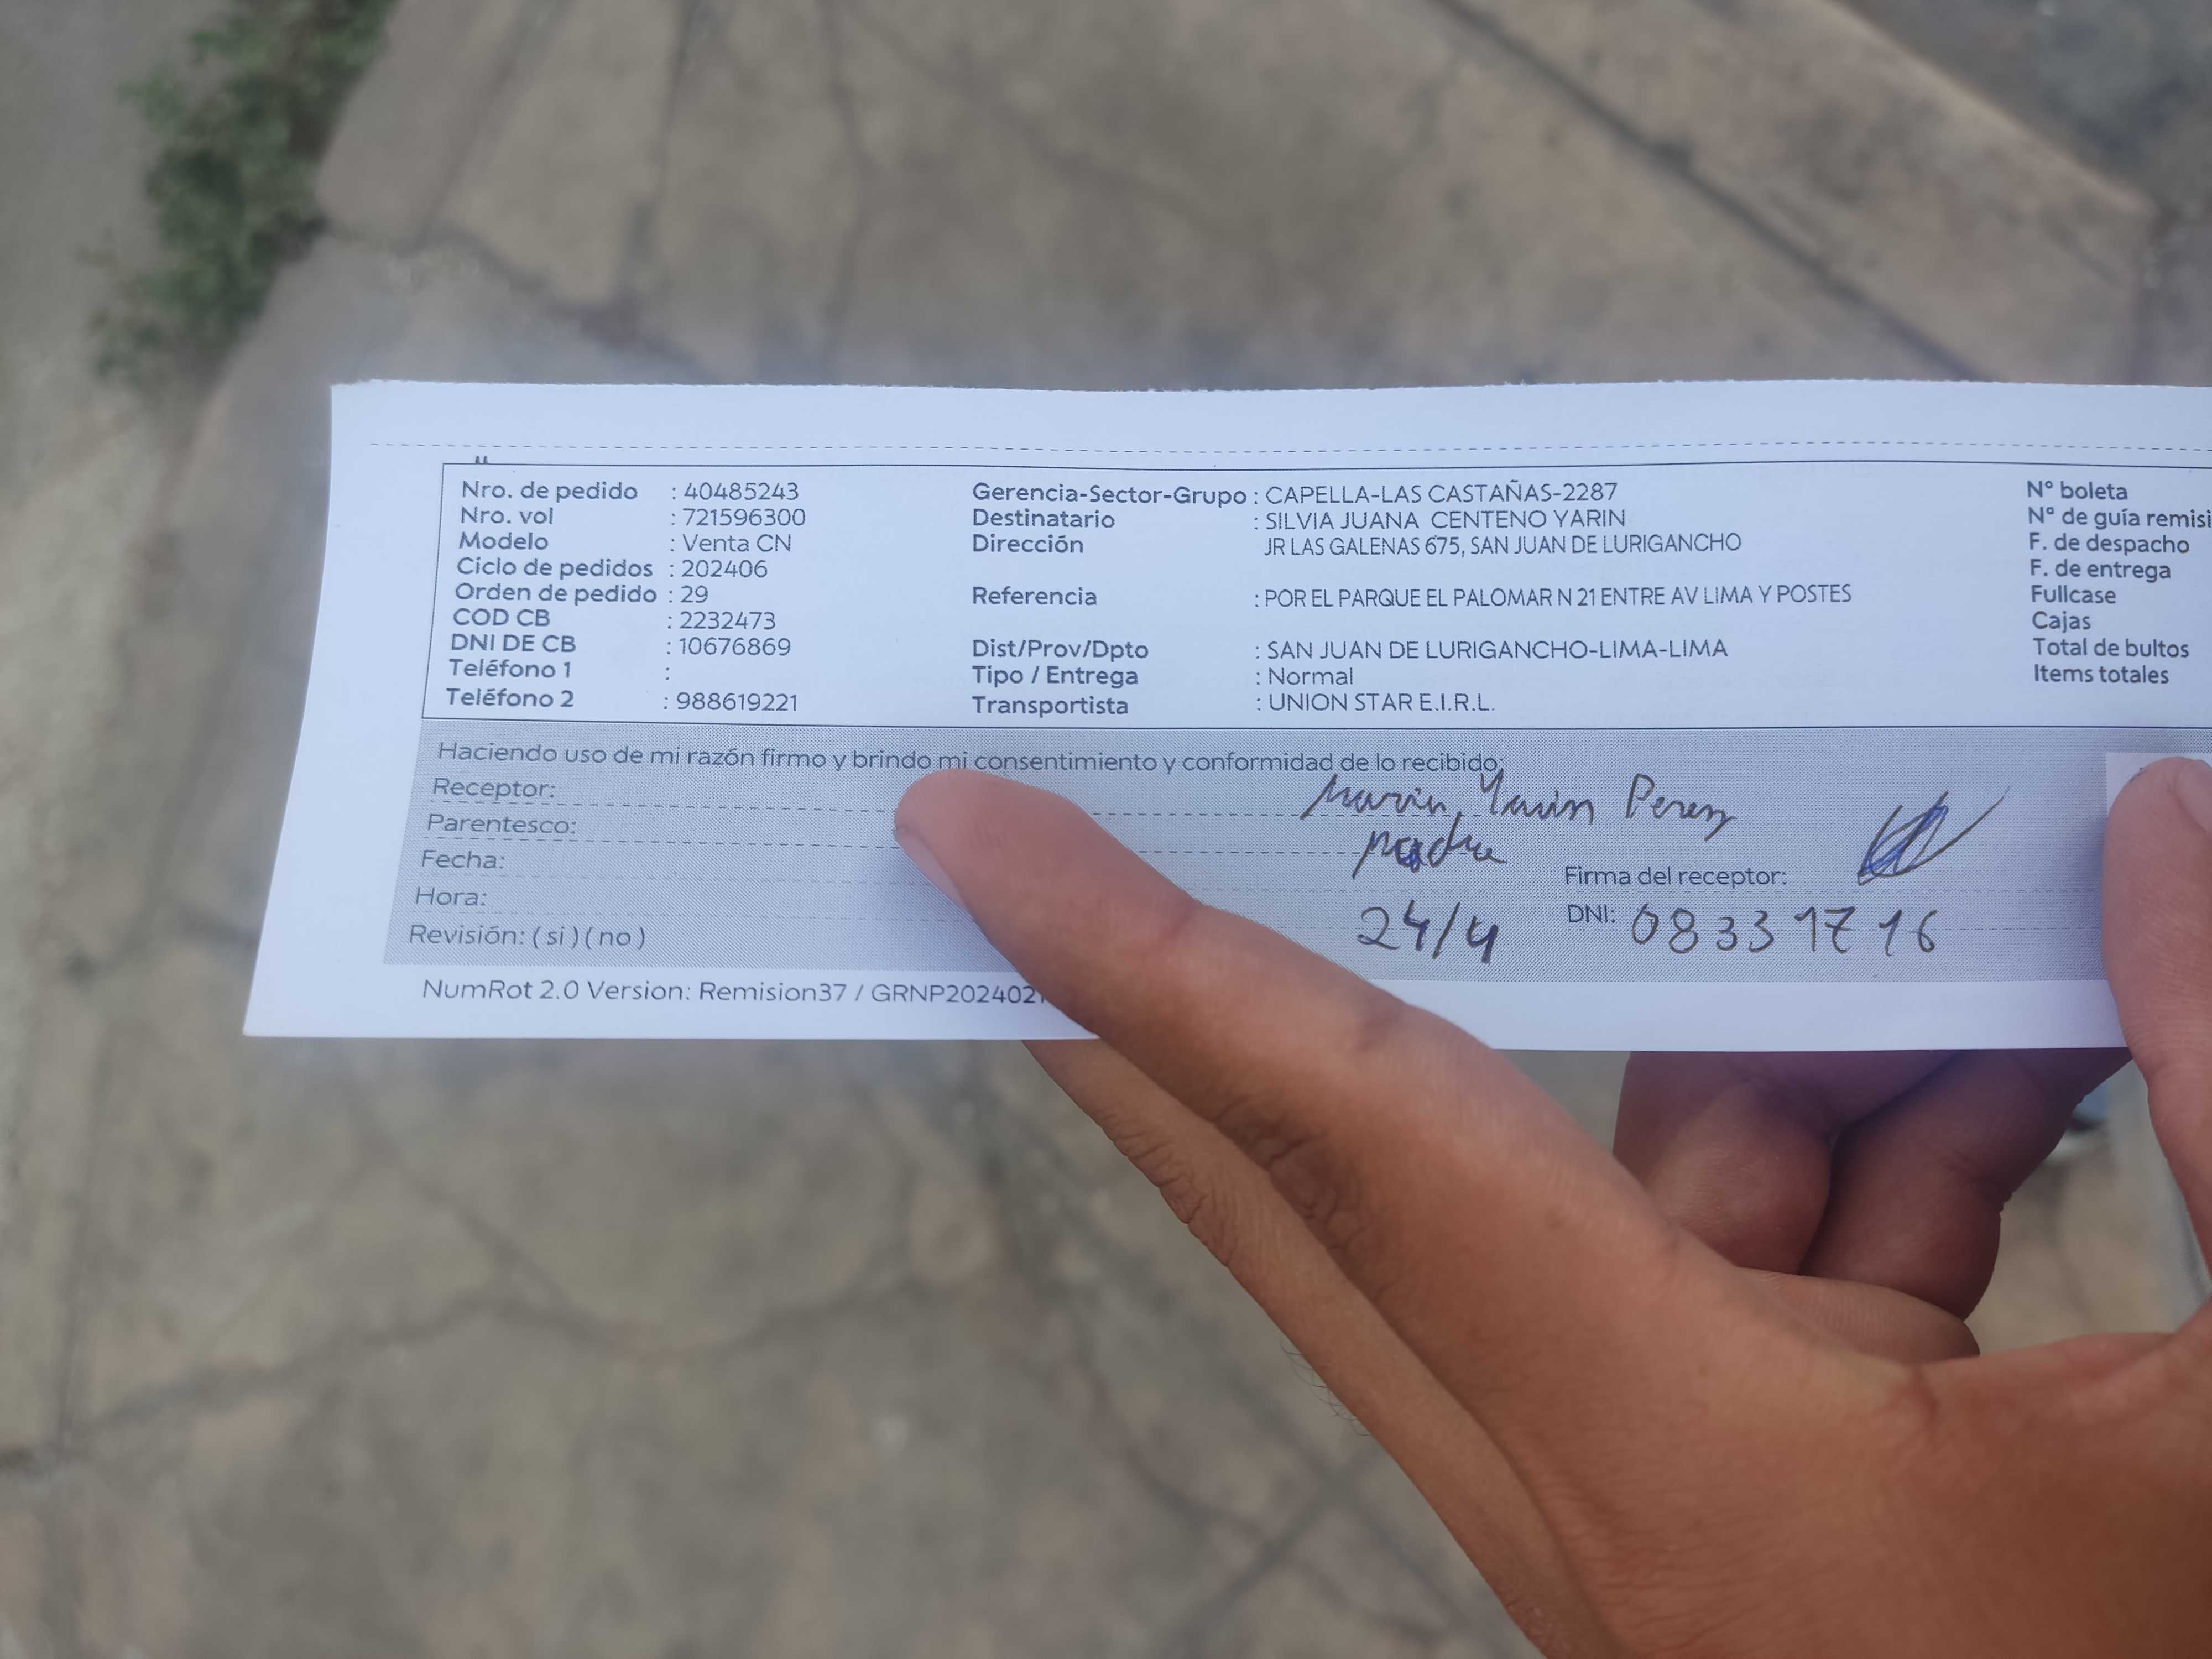 Nro. de pedido : 40485243
Nro. vol : 721596300
Modelo : Venta CN
Ciclo de pedidos : 202406
Orden de pedido : 29
COD CB : 2232473
DNI DE CB : 10676869
Teléfono 1 :
Teléfono 2 : 988619221
Gerencia-Sector-Grupo : CAPELLA-LAS CASTAÑAS-2287
Destinatario : SILVIA JUANA CENTENO YARIN
Dirección JR LAS GALENAS 675, SAN JUAN DE LURIGANCHO
Referencia : POR EL PARQUE EL PALOMAR N 21 ENTRE AV LIMA Y POSTES
Dist/Prov/Dpto : SAN JUAN DE LURIGANCHO-LIMA-LIMA
Tipo / Entrega : Normal
Transportista : UNION STAR E.I.R.L.
N° boleta
N° de guía remisi
F. de despacho
F. de entrega
Fullcase
Cajas
Total de bultos
Items totales
Haciendo uso de mi razón firmo y brindo mi consentimiento y conformidad de lo recibido:
Receptor: Yarin Perez
Parentesco:
Fecha: 24/4
Firma del receptor:
Hora:
DNI: 08331716
Revisión: ( si ) ( no )
NumRot 2.0 Version: Remision37 / GRNP202402